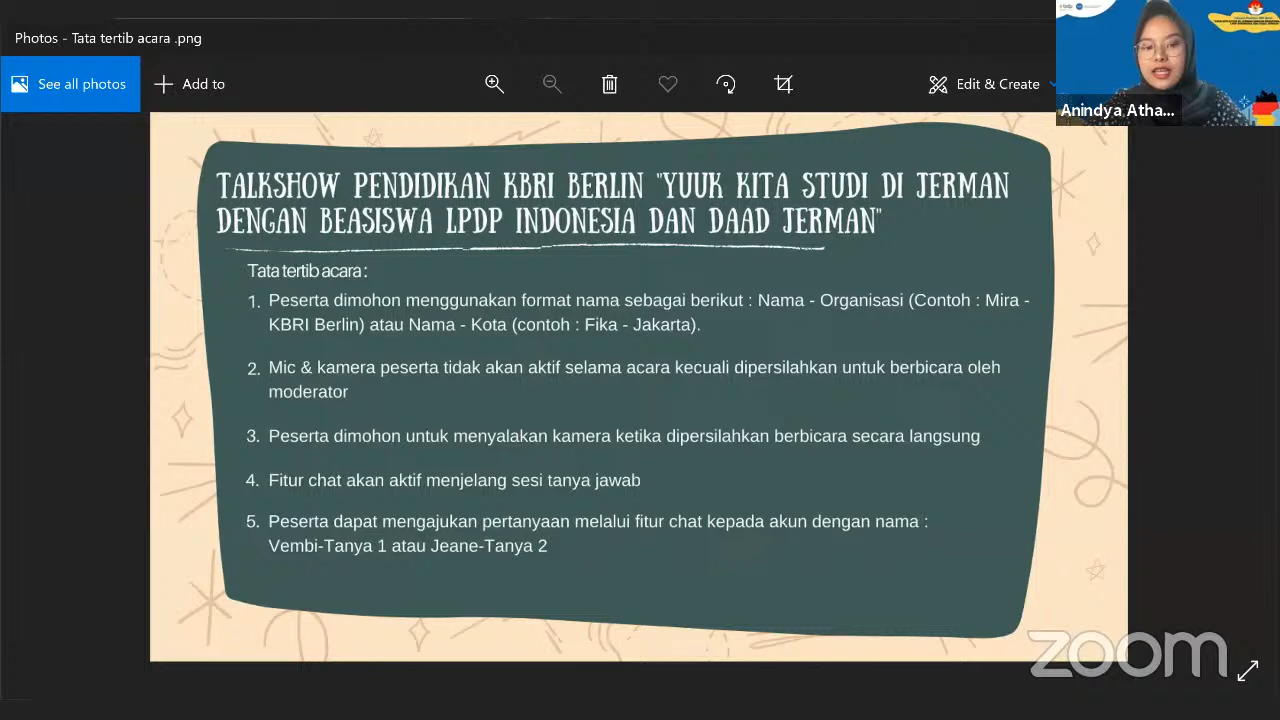 Photos - Tata tertib acara .png
See all photos
Add to
Edit & Create
Anindya Atha...
TALKSHOW PENDIDIKAN KBRI BERLIN "YUUK KITA STUDI DI JERMAN
DENGAN BEASISWA LPDP INDONESIA DAN DAAD JERMAN"
Tata tertib acara :
1. Peserta dimohon menggunakan format nama sebagai berikut : Nama - Organisasi (Contoh : Mira -
KBRI Berlin) atau Nama - Kota (contoh : Fika - Jakarta).
2. Mic & kamera peserta tidak akan aktif selama acara kecuali dipersilahkan untuk berbicara oleh
moderator
3. Peserta dimohon untuk menyalakan kamera ketika dipersilahkan berbicara secara langsung
4. Fitur chat akan aktif menjelang sesi tanya jawab
5. Peserta dapat mengajukan pertanyaan melalui fitur chat kepada akun dengan nama :
Vembi-Tanya 1 atau Jeane-Tanya 2
zoom